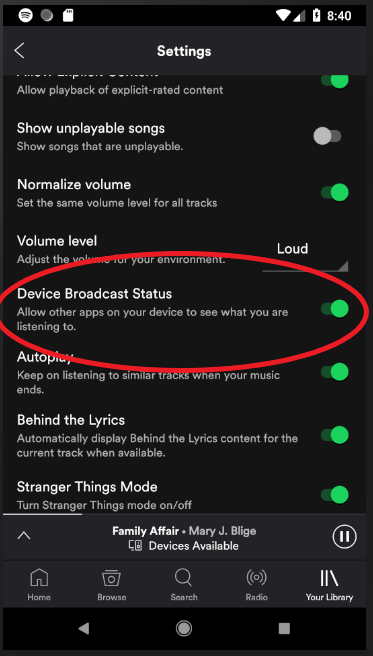 8:40
Settings
Allow Explicit Content
Allow playback of explicit-rated content
Show unplayable songs
Show songs that are unplayable.
Normalize volume
Set the same volume level for all tracks
Volume level
Loud
Adjust the volume for your environment.
Device Broadcast Status
Allow other apps on your device to see what you are
listening to.
Autoplay
Keep on listening to similar tracks when your music
ends.
Behind the Lyrics
Automatically display Behind the Lyrics content for the
current track when available.
Stranger Things Mode
Turn Stranger Things mode on/off
Family Affair • Mary J. Blige
Devices Available
Home
Browse
Search
Radio
Your Library